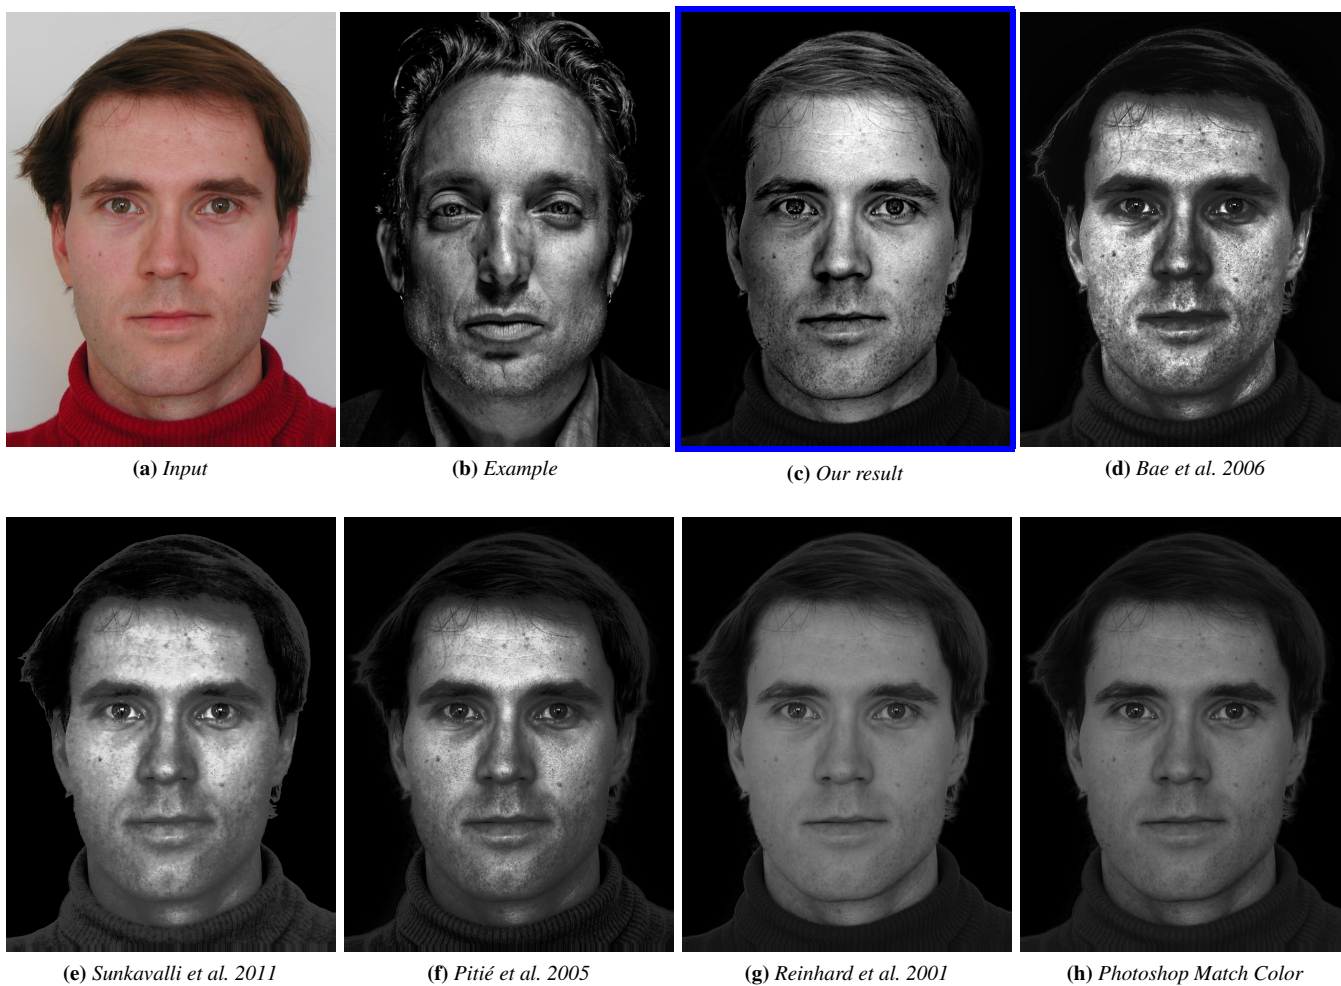 (a) Input
(b) Example
(c) Our result
(d) Bae et al. 2006
(e) Sunkavalli et al. 2011
(f) Pitié et al. 2005
(g) Reinhard et al. 2001
(h) Photoshop Match Color